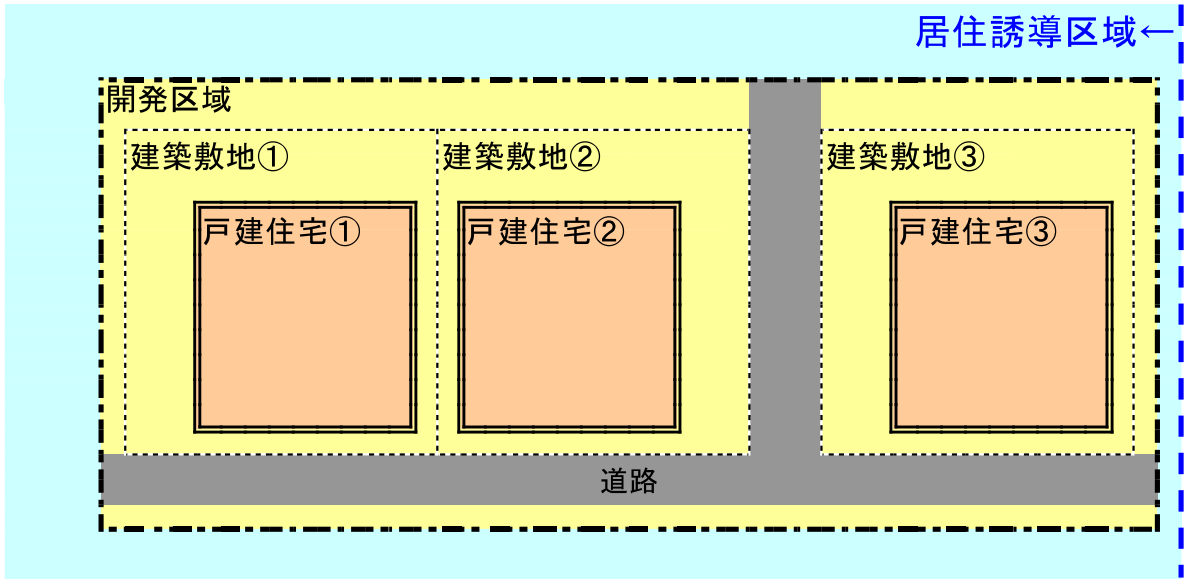 居住誘導区域←
開発区域
建築敷地①
建築敷地②
建築敷地③
戸建住宅①
戸建住宅②
戸建住宅③
道路